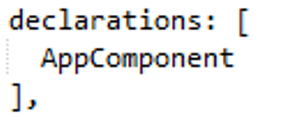 declarations: [
  AppComponent
],